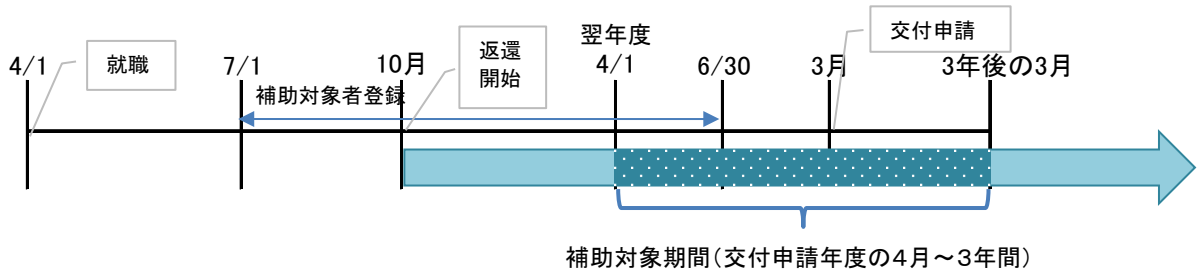 4/1
就職
7/1
10月
返還
開始
翌年度
4/1
6/30
3月
交付申請
3年後の3月
補助対象者登録
補助対象期間(交付申請年度の4月~3年間)